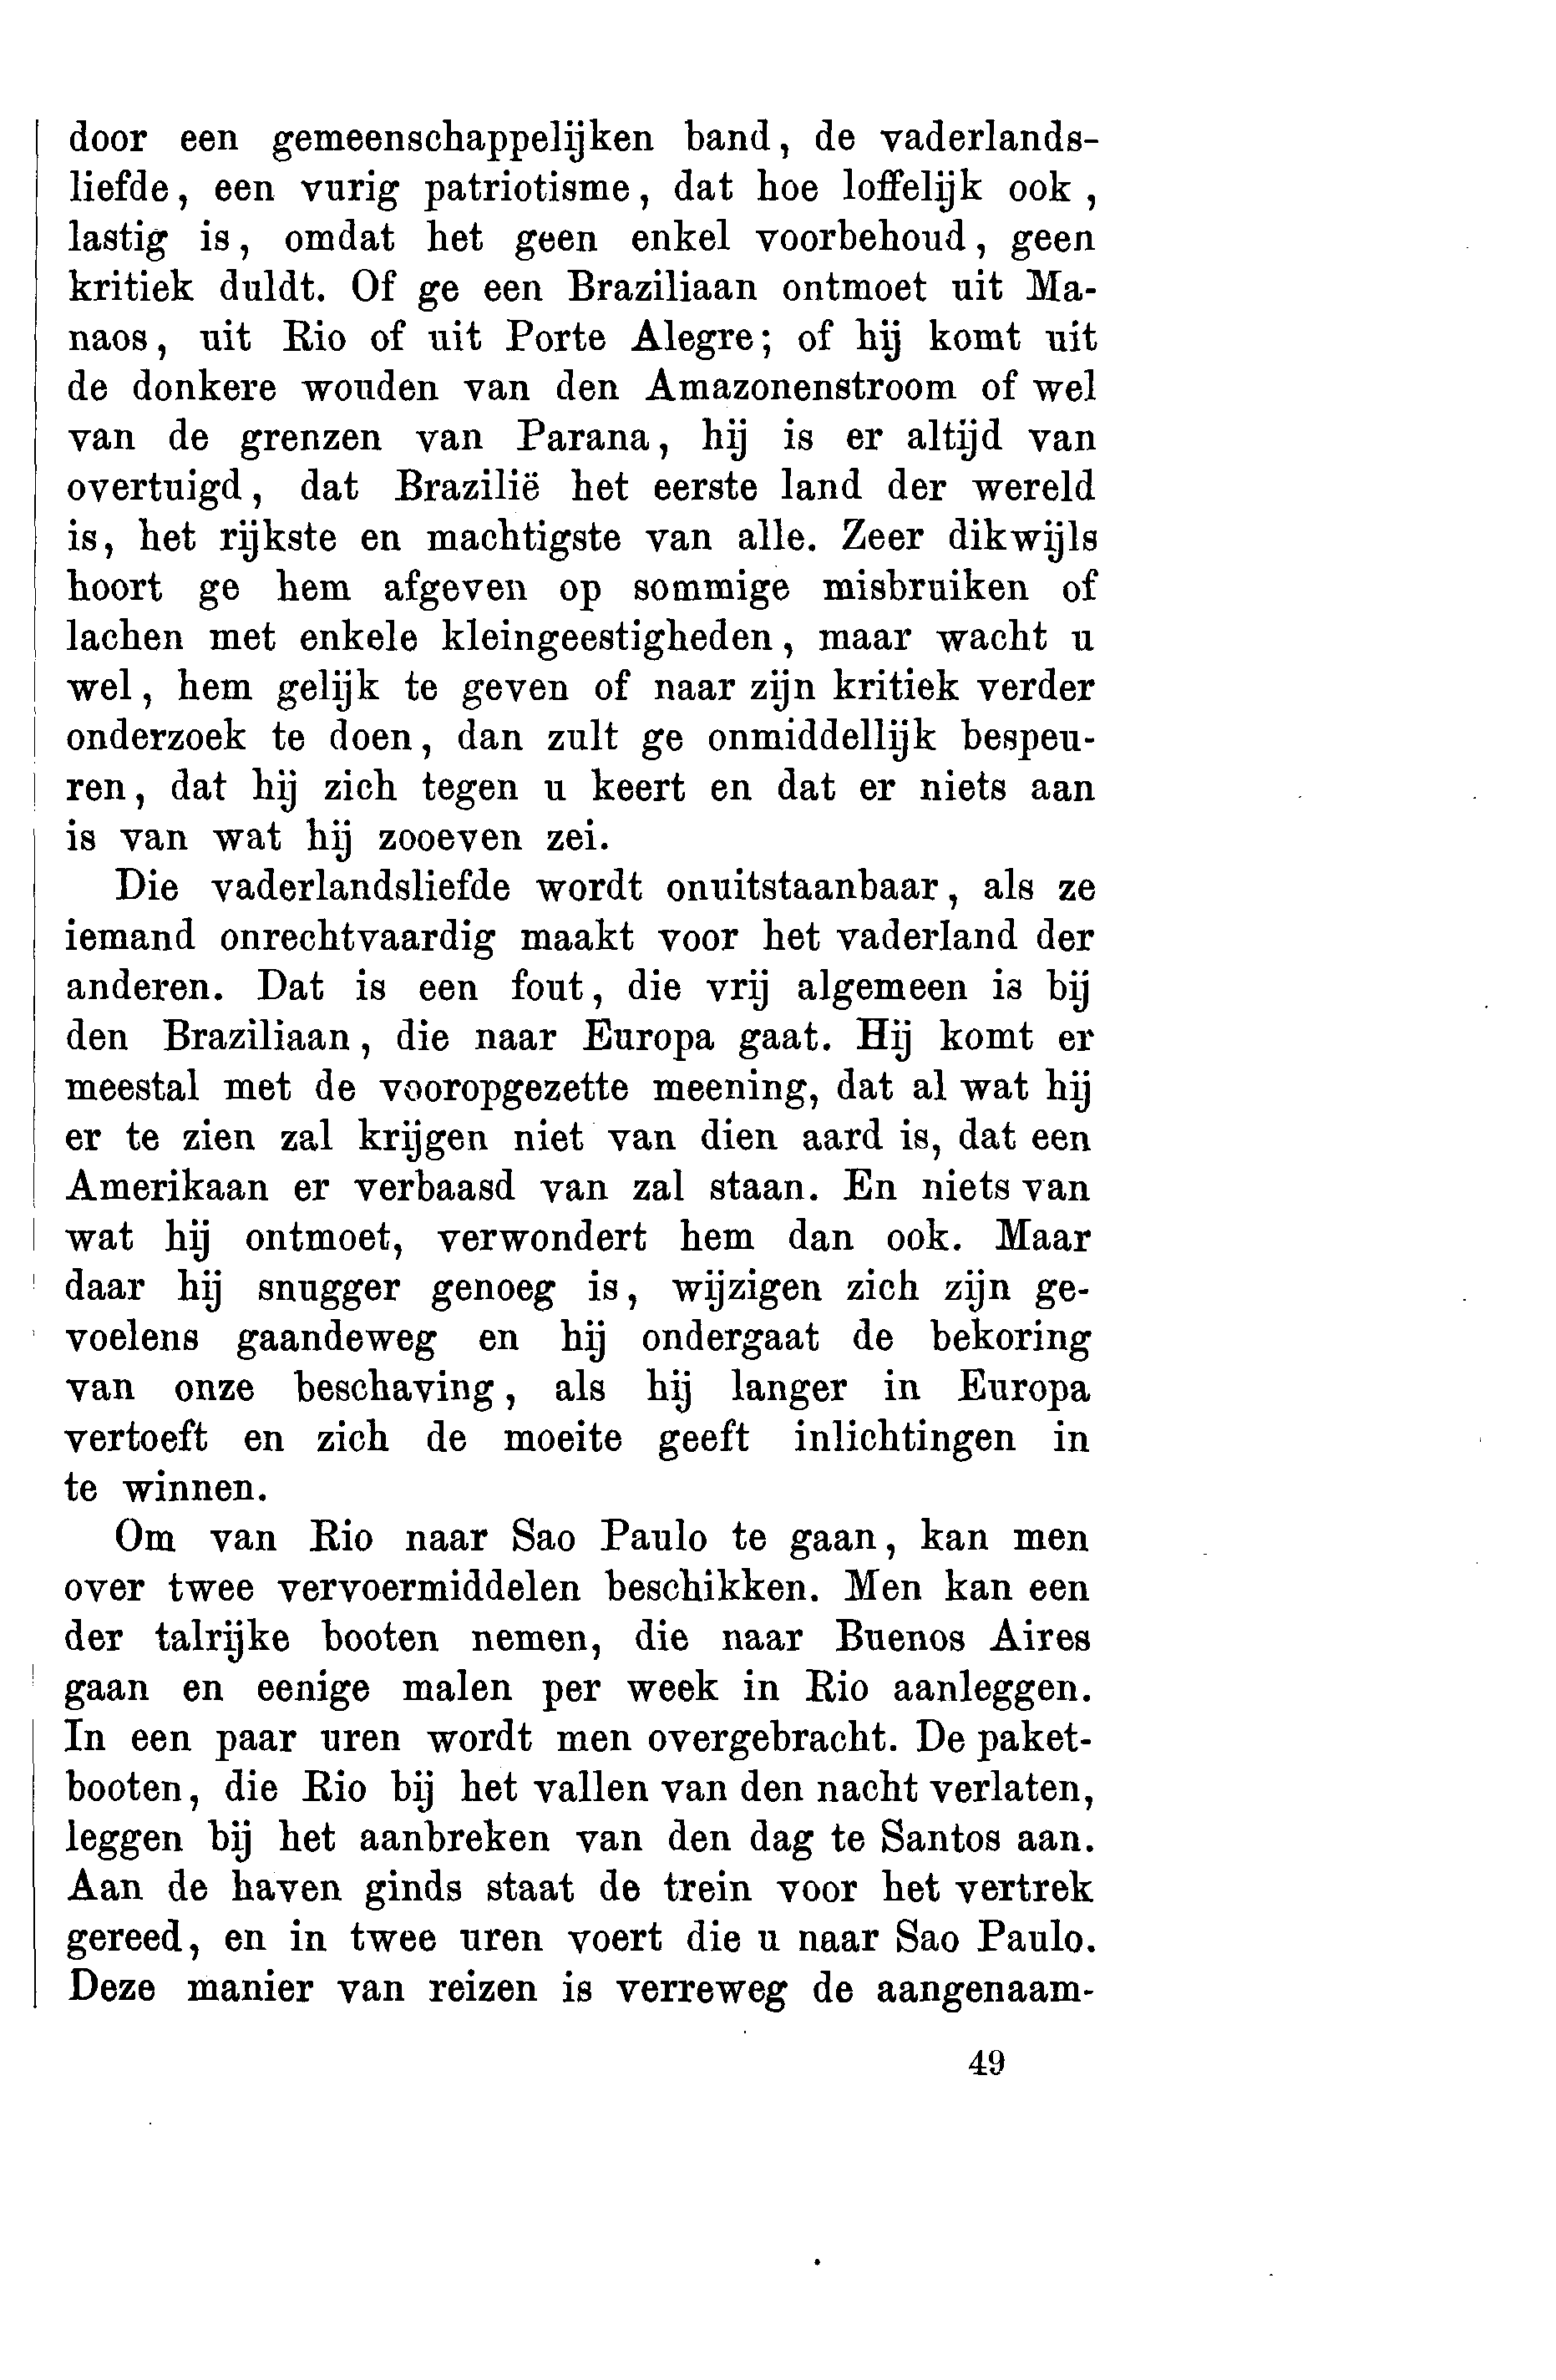 door een gemeenschappelijken band, de vaderlands-
liefde, een vurig patriotisme, dat hoe loffelijk ook,
lastig is, omdat het geen enkel voorbehoud, geen
kritiek duldt. Of ge een Braziliaan ontmoet uit Ma-
naos, uit Rio of uit Porte Alegre; of hij komt uit
de donkere wouden van den Amazonenstroom of wel
van de grenzen van Parana, hij is er altijd van
overtuigd, dat Brazilië het eerste land der wereld
is, het rijkste en machtigste van alle. Zeer dikwijls
hoort ge hem afgeven op sommige misbruiken of
lachen met enkele kleingeestigheden, maar wacht u
wel, hem gelijk te geven of naar zijn kritiek verder
onderzoek te doen, dan zult ge onmiddellijk bespeu-
ren, dat hij zich tegen u keert en dat er niets aan
is van wat hij zooeven zei.
Die vaderlandsliefde wordt onuitstaanbaar, als ze
iemand onrechtvaardig maakt voor het vaderland der
anderen. Dat is een fout, die vrij algemeen is bij
den Braziliaan, die naar Europa gaat. Hij komt er
meestal met de vooropgezette meening, dat al wat hij
er te zien zal krijgen niet van dien aard is, dat een
Amerikaan er verbaasd van zal staan. En niets van
wat hij ontmoet, verwondert hem dan ook. Maar
daar hij snugger genoeg is, wijzigen zich zijn ge-
voelens gaandeweg en hij ondergaat de bekoring
van onze beschaving, als hij langer in Europa
vertoeft en zich de moeite geeft inlichtingen in
te winnen.
Om van Rio naar Sao Paulo te gaan, kan men
over twee vervoermiddelen beschikken. Men kan een
der talrijke booten nemen, die naar Buenos Aires
gaan en eenige malen per week in Rio aanleggen.
In een paar uren wordt men overgebracht. De paket-
booten, die Rio bij het vallen van den nacht verlaten,
leggen bij het aanbreken van den dag te Santos aan.
Aan de haven ginds staat de trein voor het vertrek
gereed, en in twee uren voert die u naar Sao Paulo.
Deze manier van reizen is verreweg de aangenaam-
49